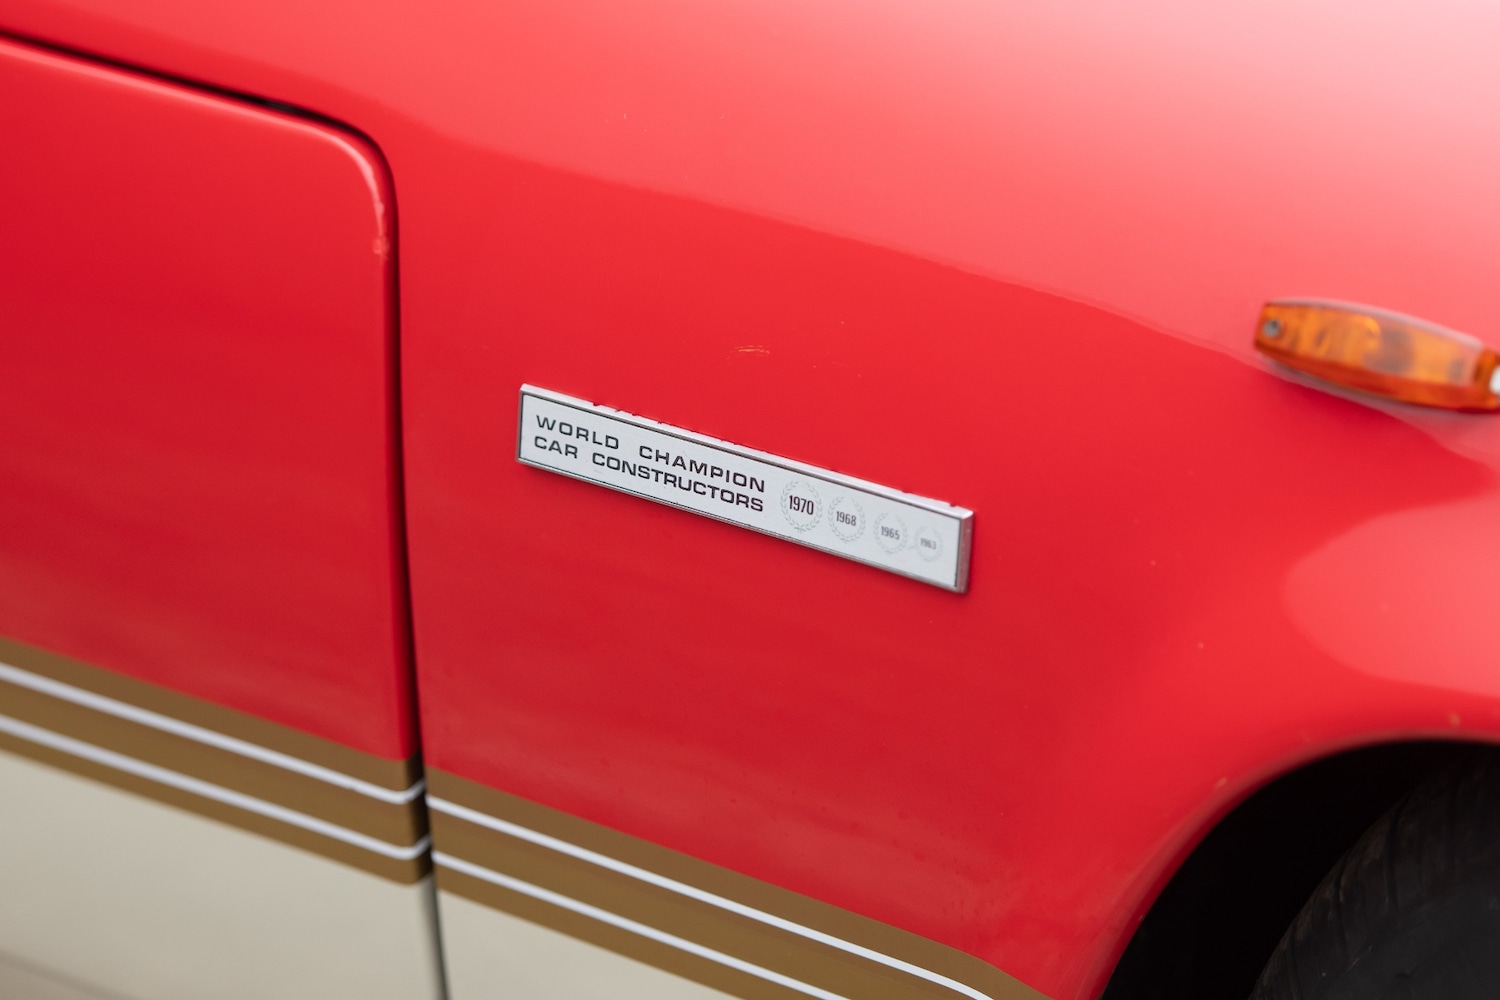 WORLD CHAMPION
CAR CONSTRUCTORS
1970 1968 1965 1963